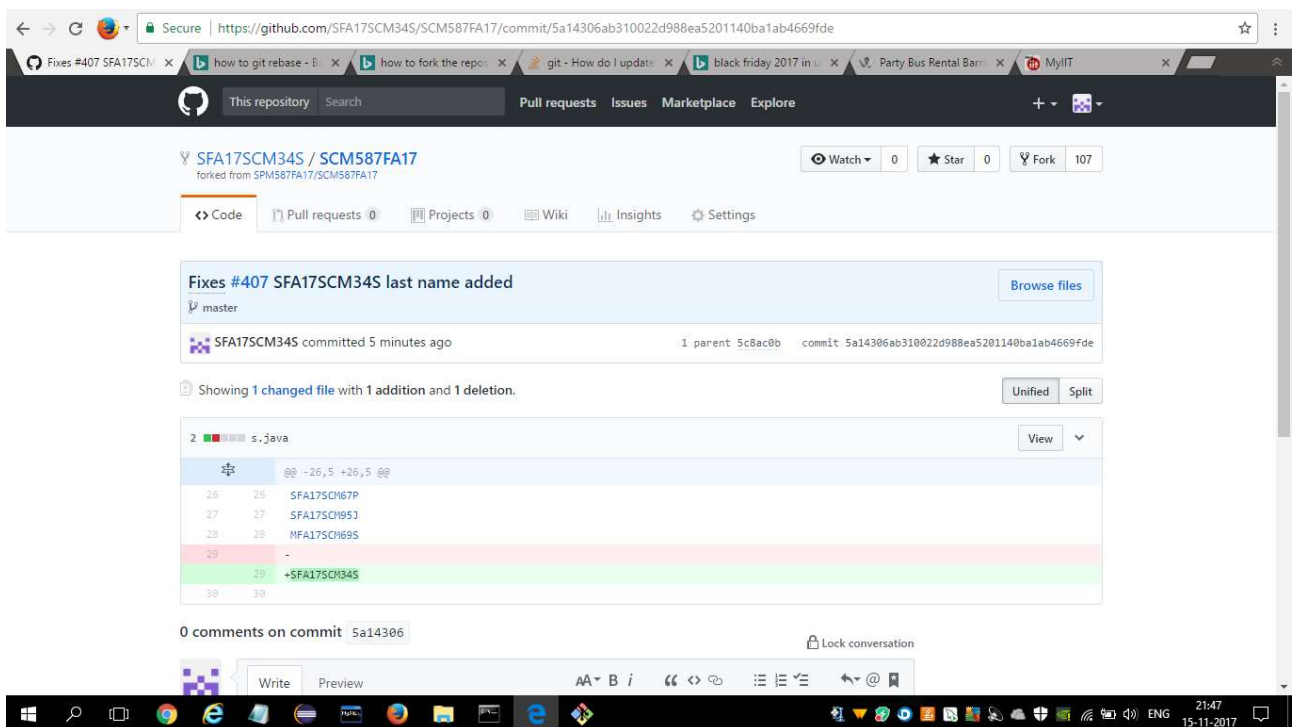 Secure | https://github.com/SFA17SCM34S/SCM587FA17/commit/5a14306ab310022d988ea5201140ba1ab4669fde
Fixes #407 SFA17SCM how to git rebase - B how to fork the repos git - How do I update black friday 2017 in u Party Bus Rental Barri MyIIT
This repository Search Pull requests Issues Marketplace Explore
SFA17SCM34S / SCM587FA17 Watch 0 Star 0 Fork 107
forked from SPM587FA17/SCM587FA17
Code Pull requests 0 Projects 0 Wiki Insights Settings
Fixes #407 SFA17SCM34S last name added Browse files
master
SFA17SCM34S committed 5 minutes ago 1 parent 5c8ac0b commit 5a14306ab310022d988ea5201140ba1ab4669fde
Showing 1 changed file with 1 addition and 1 deletion. Unified Split
2 s.java View
@@ -26,5 +26,5 @@
26 26 SFA17SCM67P
27 27 SFA17SCM95J
28 28 MFA17SCM69S
29 -
29 +SFA17SCM34S
30 30
0 comments on commit 5a14306 Lock conversation
Write Preview AA B i “ <> @
ENG 21:47
15-11-2017